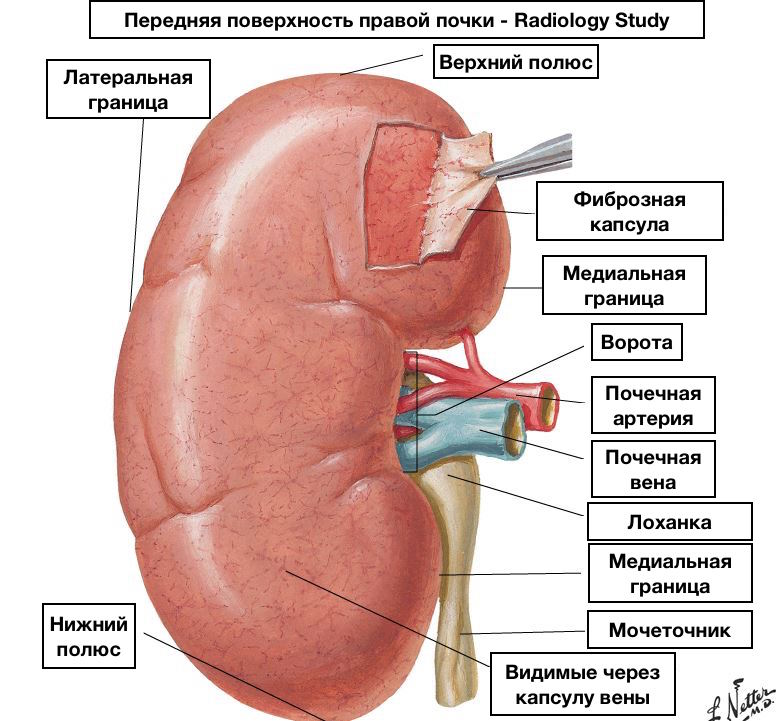 Передняя поверхность правой почки - Radiology Study
Верхний полюс
Латеральная
граница
Фиброзная
капсула
Медиальная
граница
Ворота
Почечная
артерия
Почечная
вена
Лоханка
Медиальная
граница
Мочеточник
Нижний
полюс
Видимые через
капсулу вены
Netter
M.D.